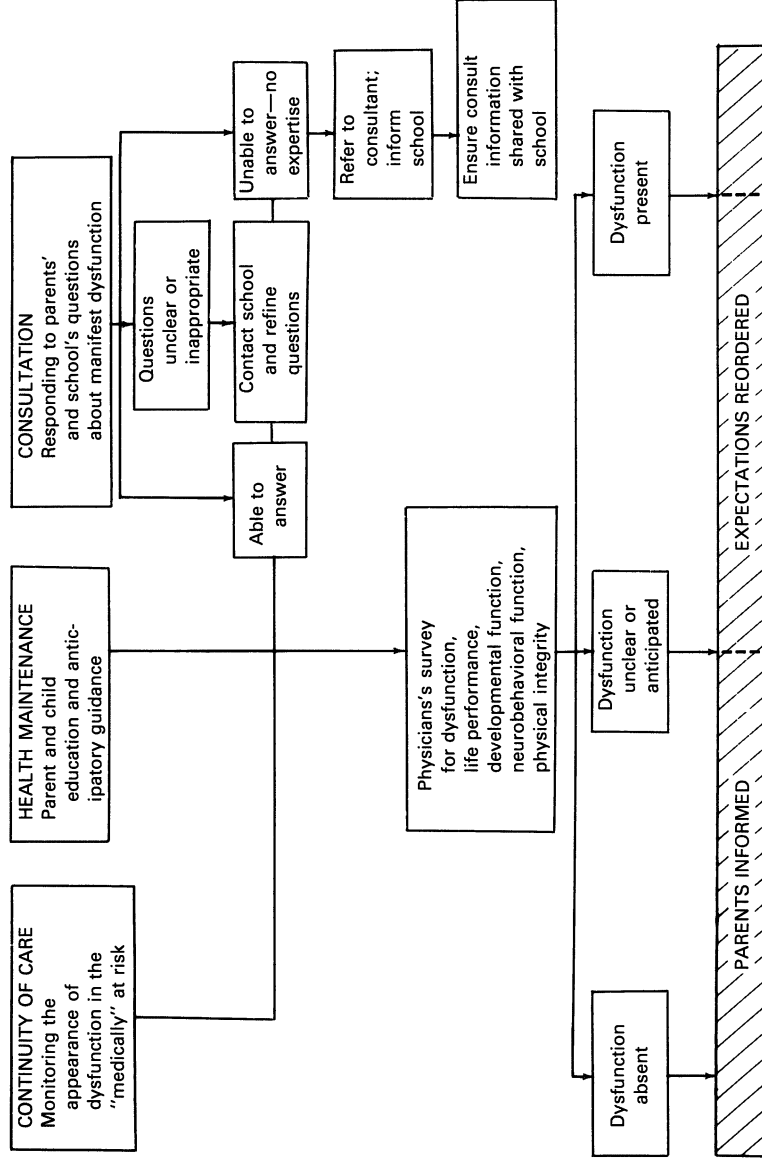 CONTINUITY OF CARE
Monitoring the
appearance of
dysfunction in the
"medically" at risk
HEALTH MAINTENANCE
Parent and child
education and antic-
ipatory guidance
CONSULTATION
Responding to parents'
and school's questions
about manifest dysfunction
Questions
unclear or
inappropriate
Able to
answer
Contact school
and refine
questions
Unable to
answer—no
expertise
Refer to
consultant;
inform
school
Ensure consult
information
shared with
school
Physicians's survey
for dysfunction,
life performance,
developmental function,
neurobehavioral function,
physical integrity
Dysfunction
absent
Dysfunction
unclear or
anticipated
Dysfunction
present
PARENTS INFORMED
EXPECTATIONS REORDERED